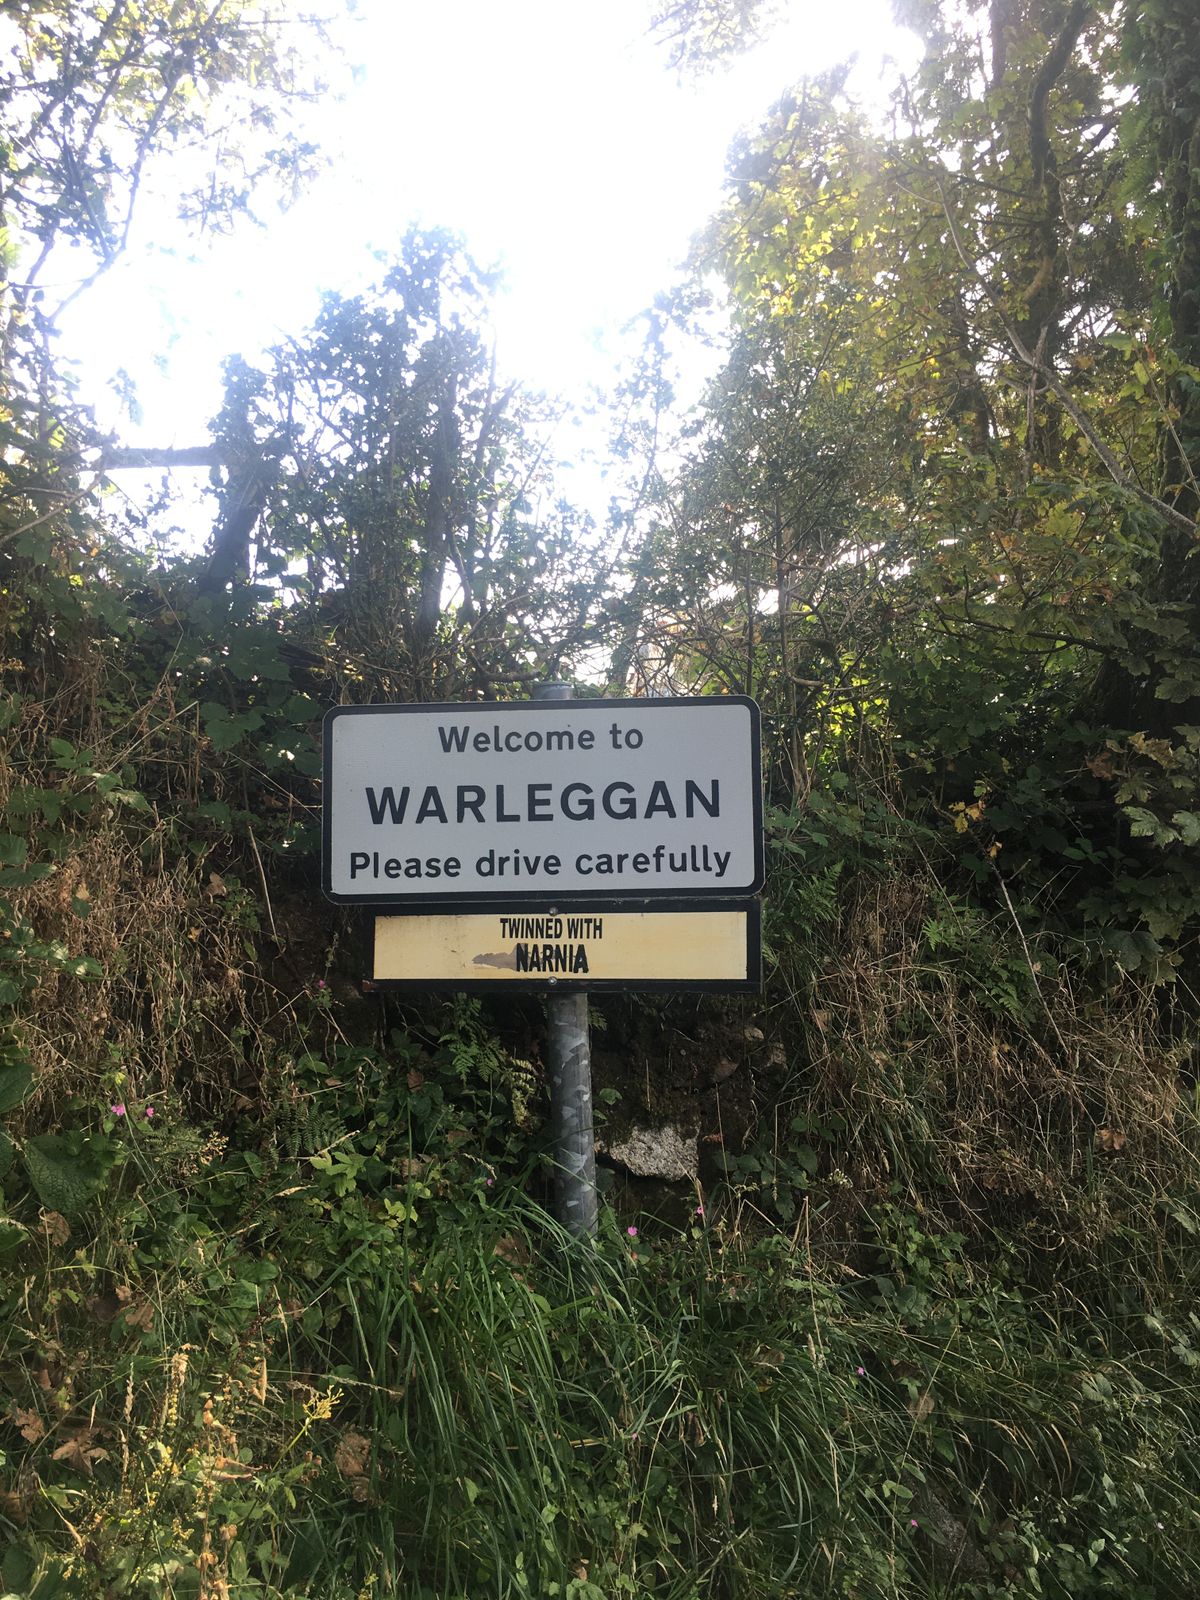 Welcome to
WARLEGGAN
Please drive carefully
TWINNED WITH
NARNIA